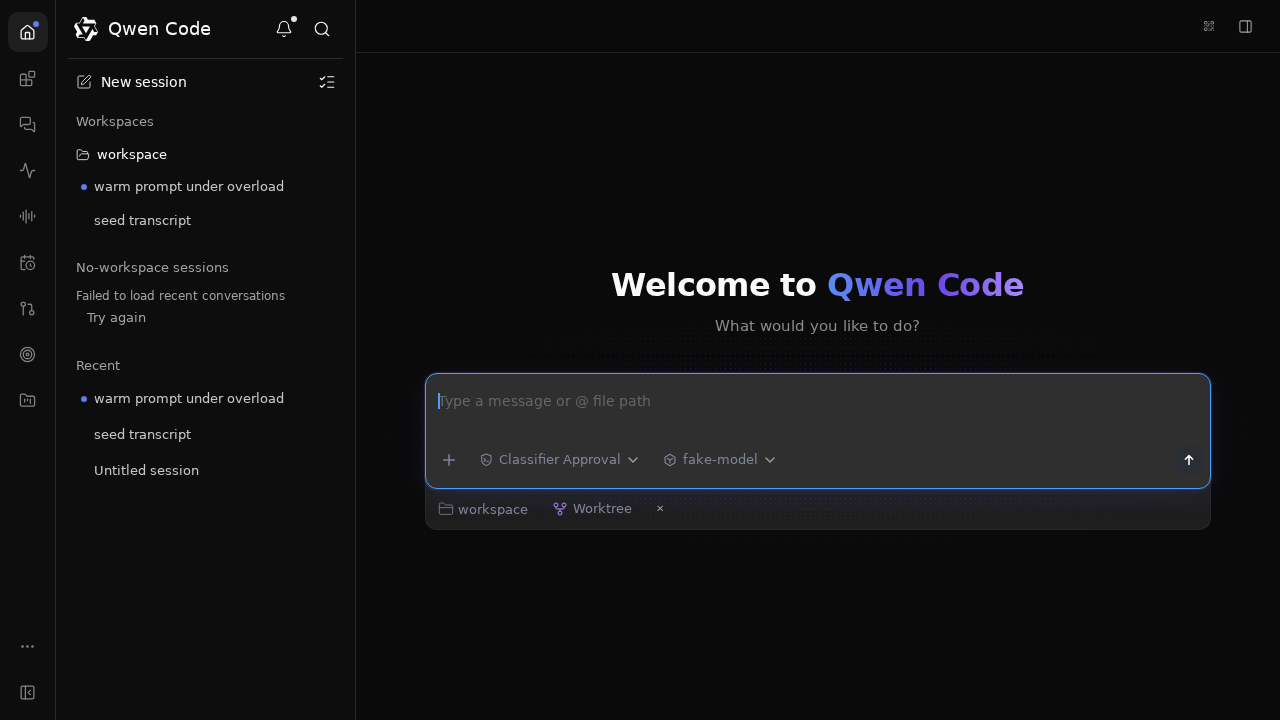 Qwen Code
New session
Workspaces
workspace
warm prompt under overload
seed transcript
No-workspace sessions
Failed to load recent conversations
Try again
Recent
warm prompt under overload
seed transcript
Untitled session
Welcome to Qwen Code
What would you like to do?
Type a message or @ file path
Classifier Approval
fake-model
workspace
Worktree
×